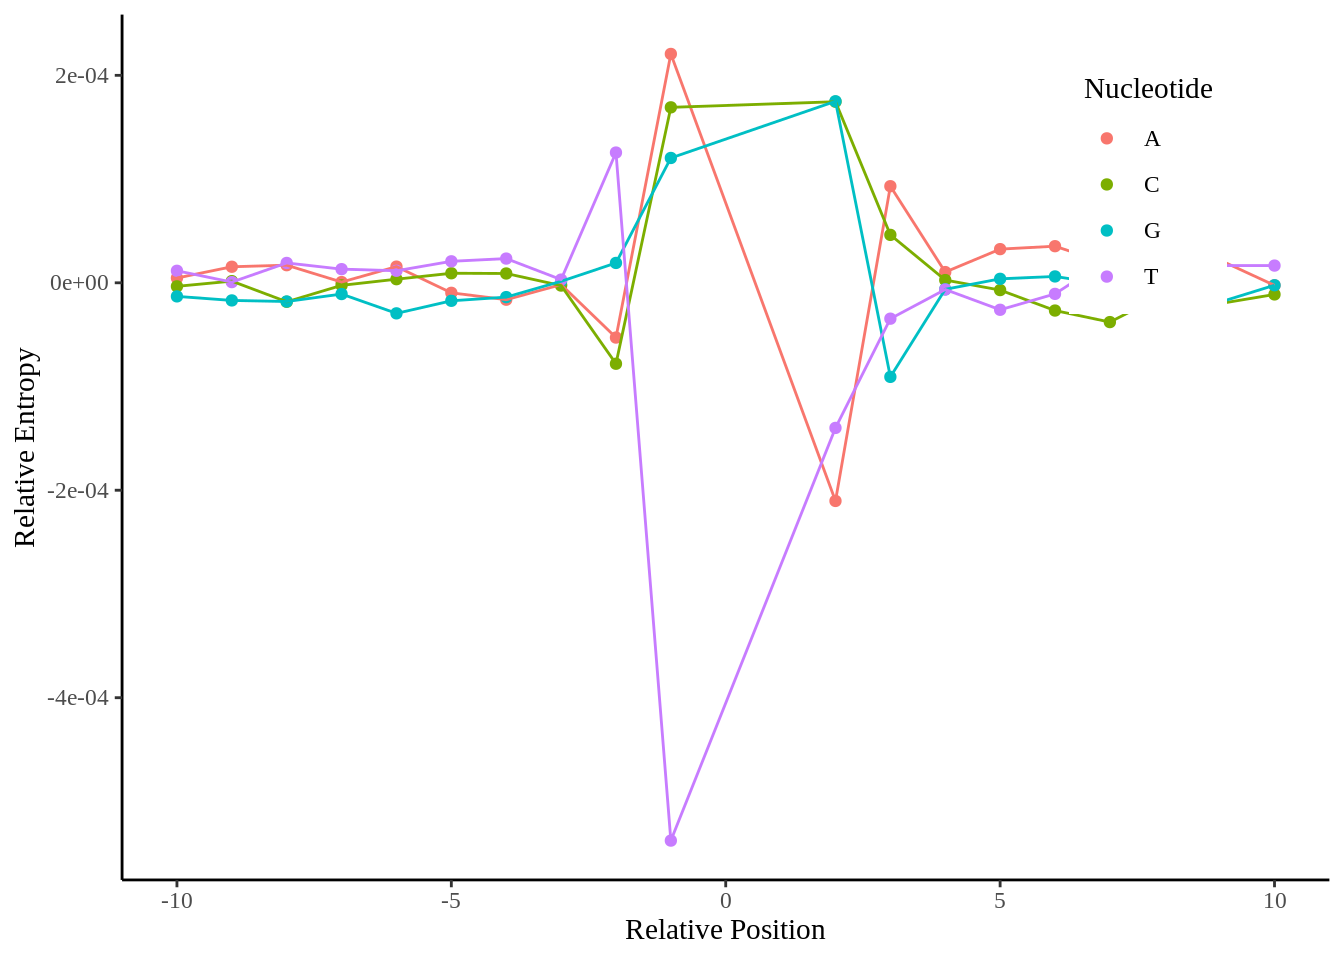 Nucleotide
A
C
G
T
2e-04
0e+00
-2e-04
-4e-04
Relative Entropy
-10
-5
0
5
10
Relative Position